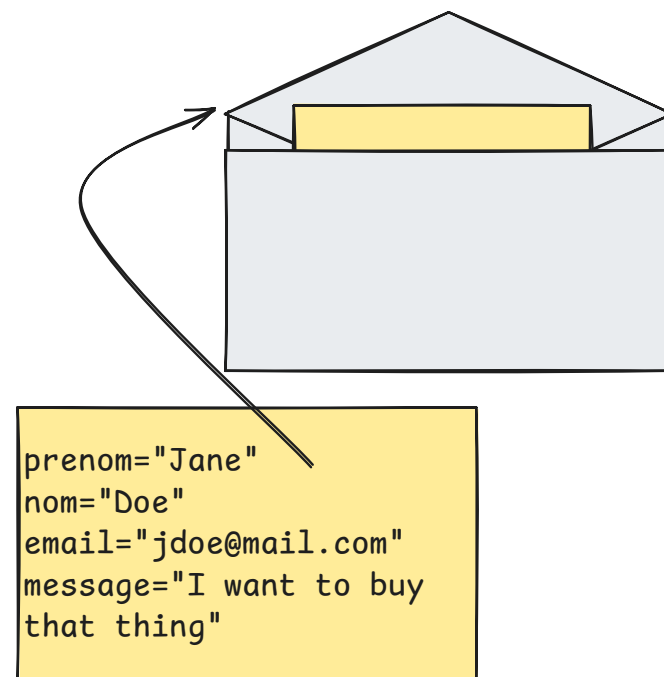 prenom="Jane"
nom="Doe"
email="jdoe@mail.com"
message="I want to buy
that thing"